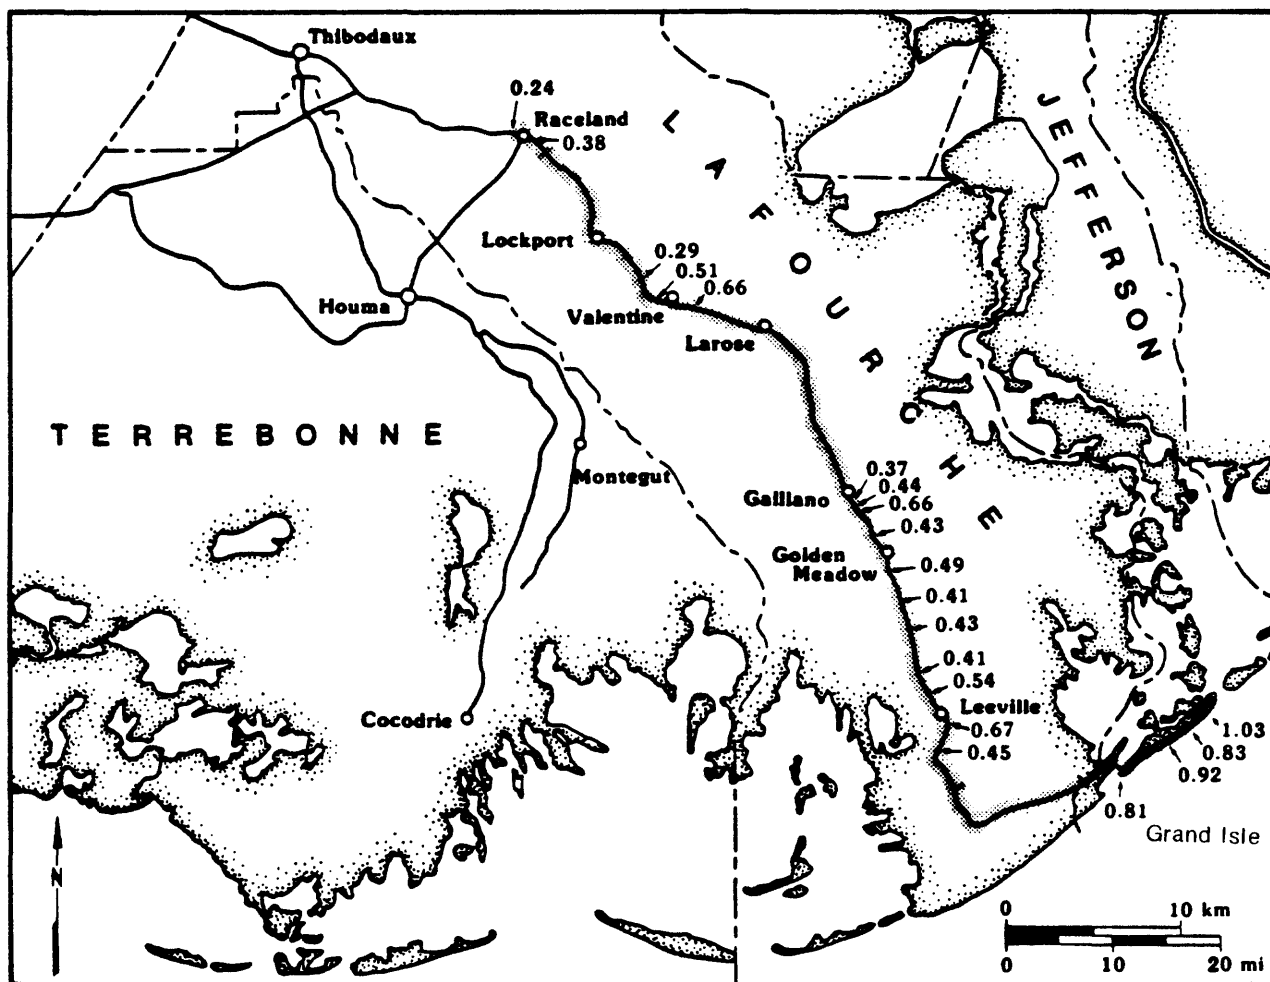 Thibodaux
0.24
Raceland
0.38
LAFOURCHE
JEFFERSON
Lockport
0.29
0.51
0.66
Houma
Valentine
Larose
TERREBONNE
Montegut
Galliano
0.37
0.44
0.66
0.43
Golden
Meadow
0.49
0.41
0.43
0.41
0.54
Leeville
Cocodrie
0.67
0.45
1.03
0.83
0.92
0.81
Grand Isle
N
0 10 km
0 10 20 mi